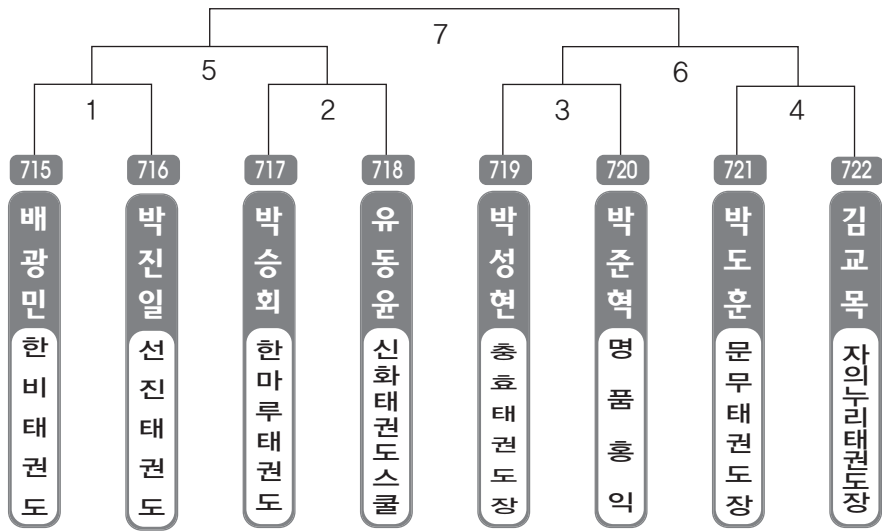 7
5
6
1
2
3
4
715
716
717
718
719
720
721
722
배광민
박진일
박승회
유동윤
박성현
박준혁
박도훈
김교목
한비태권도
선진태권도
한마루태권도
신화태권도스쿨
충효태권도장
명품홍익
문무태권도장
자의누리태권도장